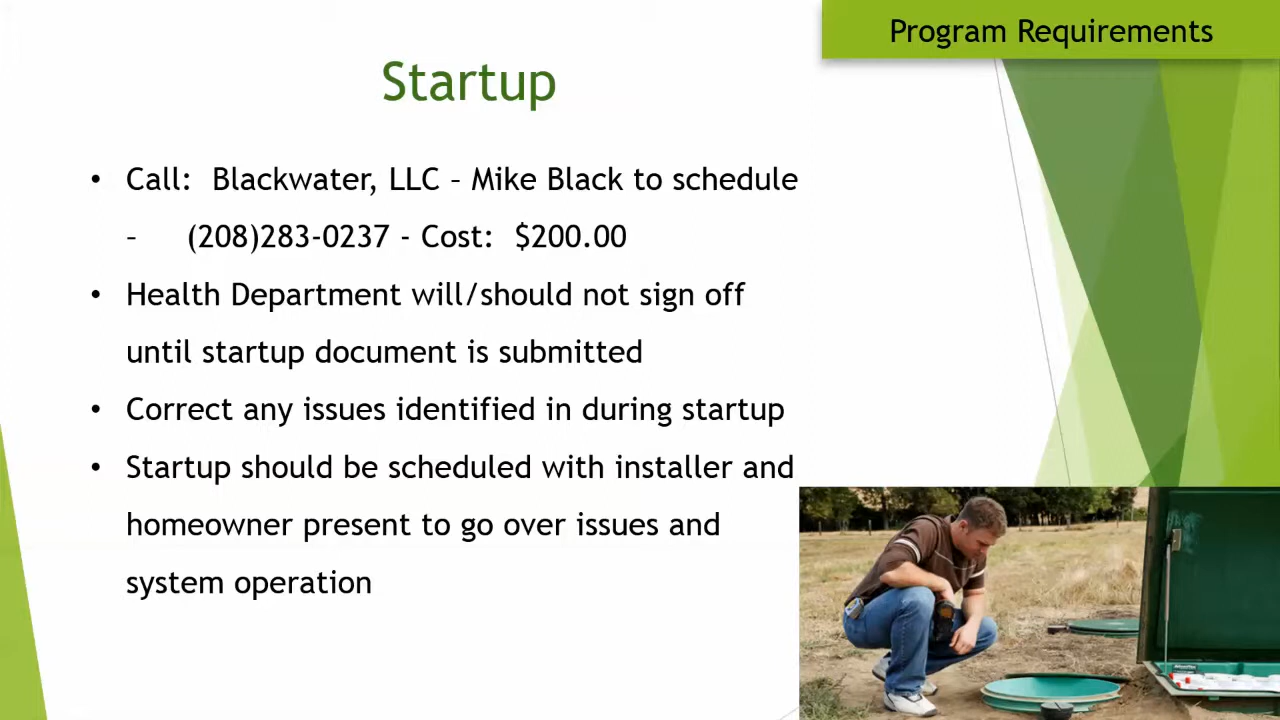 Program Requirements
Startup
• Call:  Blackwater, LLC – Mike Black to schedule
–     (208)283-0237 - Cost:  $200.00
• Health Department will/should not sign off
until startup document is submitted
• Correct any issues identified in during startup
• Startup should be scheduled with installer and
homeowner present to go over issues and
system operation